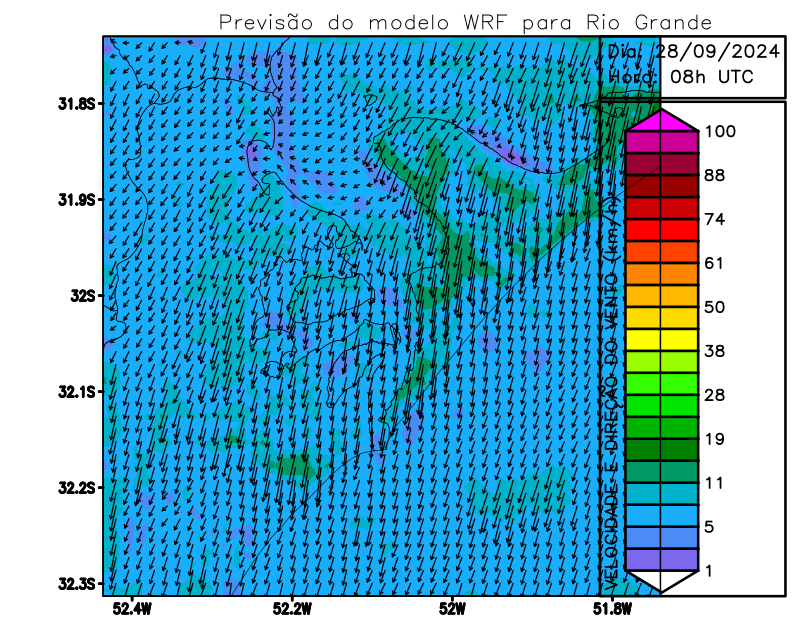 Previsão do modelo WRF para Rio Grande
Dia: 28/09/2024
Hora: 08h UTC
31.8S
31.9S
32S
32.1S
32.2S
32.3S
52.4W
52.2W
52W
51.8W
VELOCIDADE E DIREÇÃO DO VENTO (km/h)
100
88
74
61
50
38
28
19
11
5
1